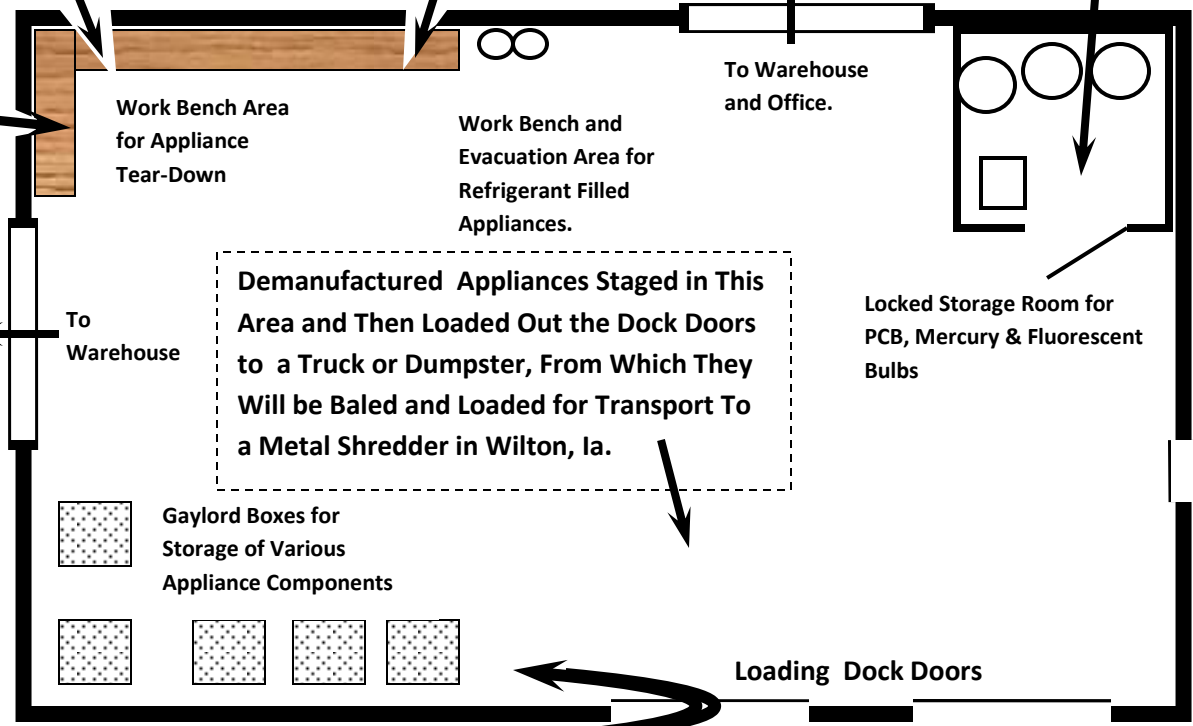 To Warehouse
and Office.
Work Bench Area
for Appliance
Tear-Down
Work Bench and
Evacuation Area for
Refrigerant Filled
Appliances.
Demanufactured  Appliances Staged in This
Area and Then Loaded Out the Dock Doors
to  a Truck or Dumpster, From Which They
Will be Baled and Loaded for Transport To
a Metal Shredder in Wilton, Ia.
Locked Storage Room for
PCB, Mercury & Fluorescent
Bulbs
To
Warehouse
Gaylord Boxes for
Storage of Various
Appliance Components
Loading  Dock Doors